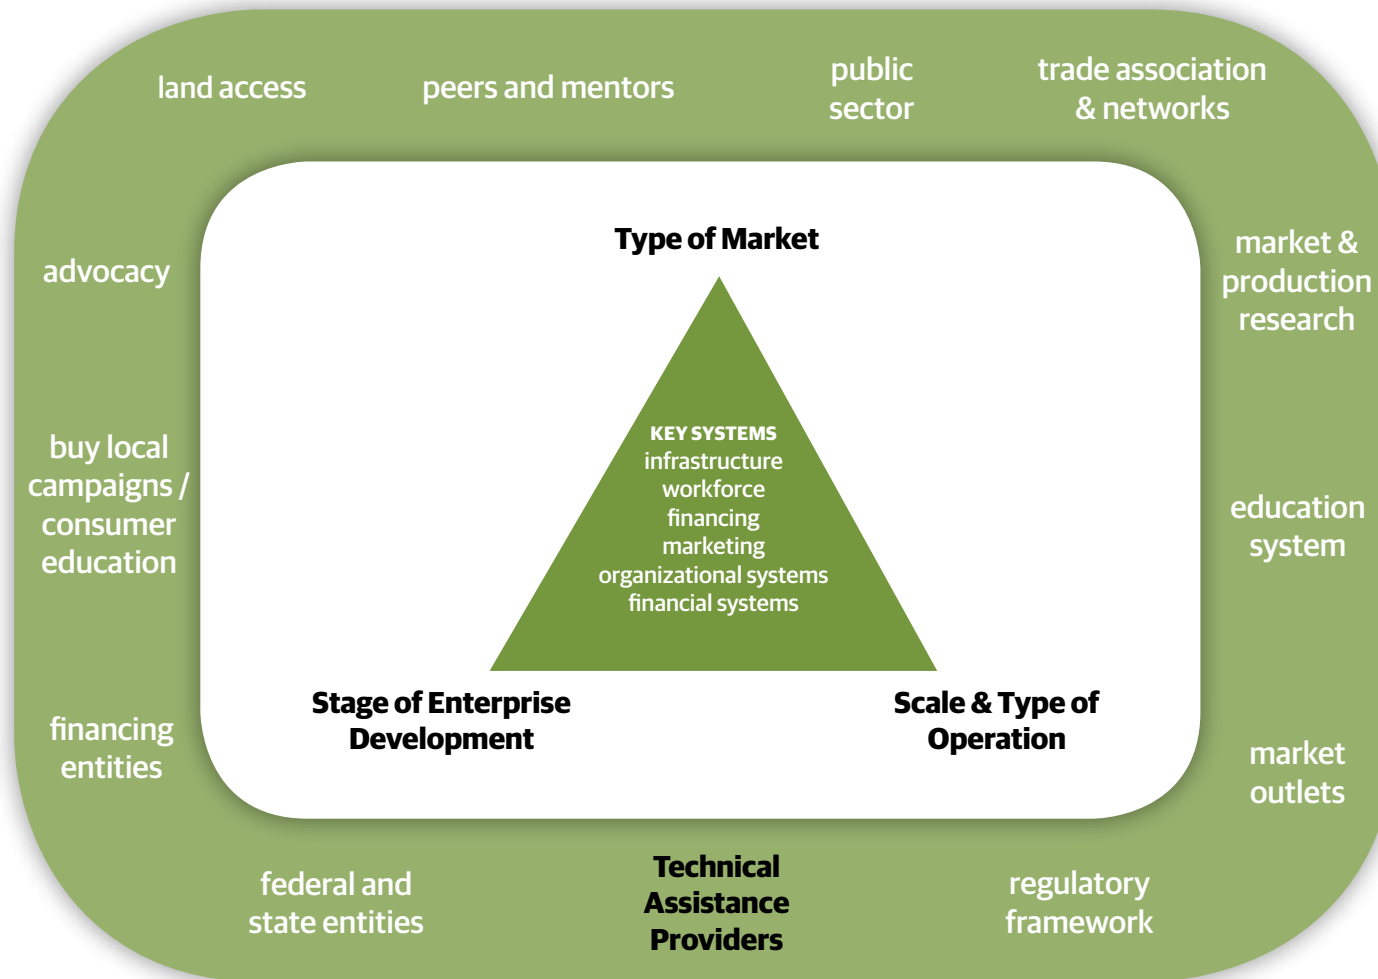 land access
peers and mentors
public
sector
trade association
& networks
advocacy
market &
production
research
Type of Market
KEY SYSTEMS
infrastructure
workforce
financing
marketing
organizational systems
financial systems
buy local
campaigns /
consumer
education
education
system
Stage of Enterprise
Development
Scale & Type of
Operation
financing
entities
market
outlets
federal and
state entities
Technical
Assistance
Providers
regulatory
framework